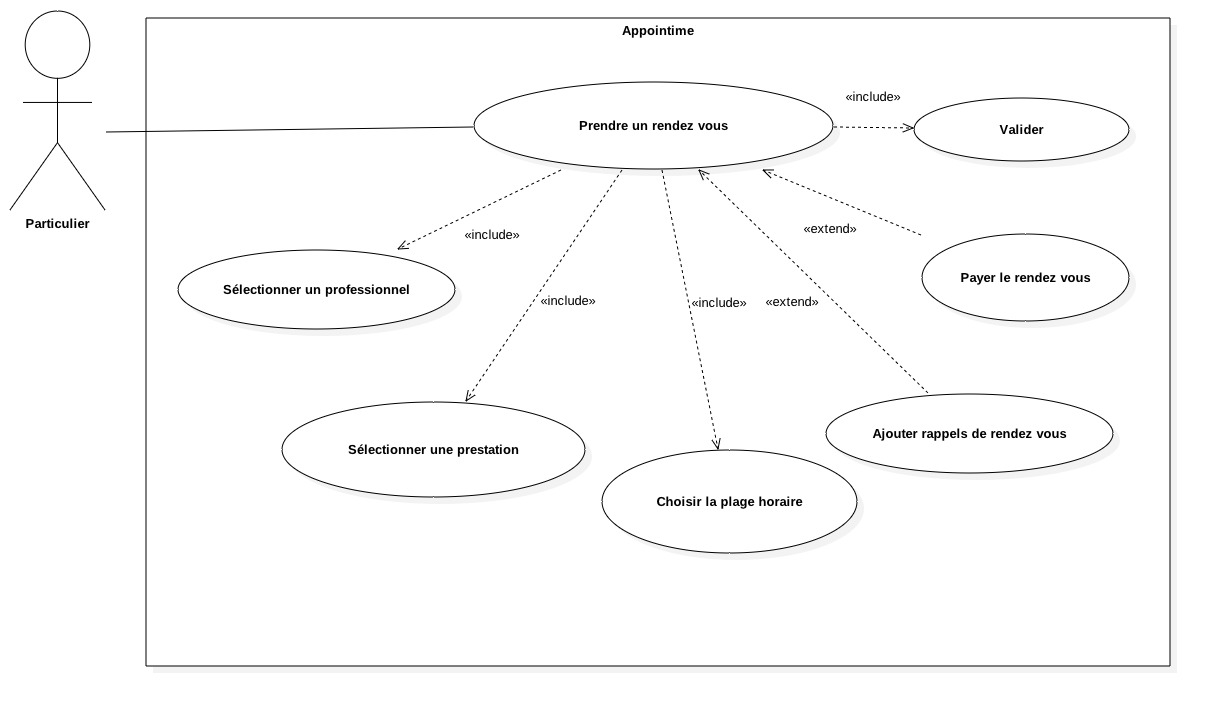 Appointime
«include»
Prendre un rendez vous
Valider
Particulier
«include»
«extend»
Sélectionner un professionnel
Payer le rendez vous
«include»
«include»
«extend»
Sélectionner une prestation
Ajouter rappels de rendez vous
Choisir la plage horaire